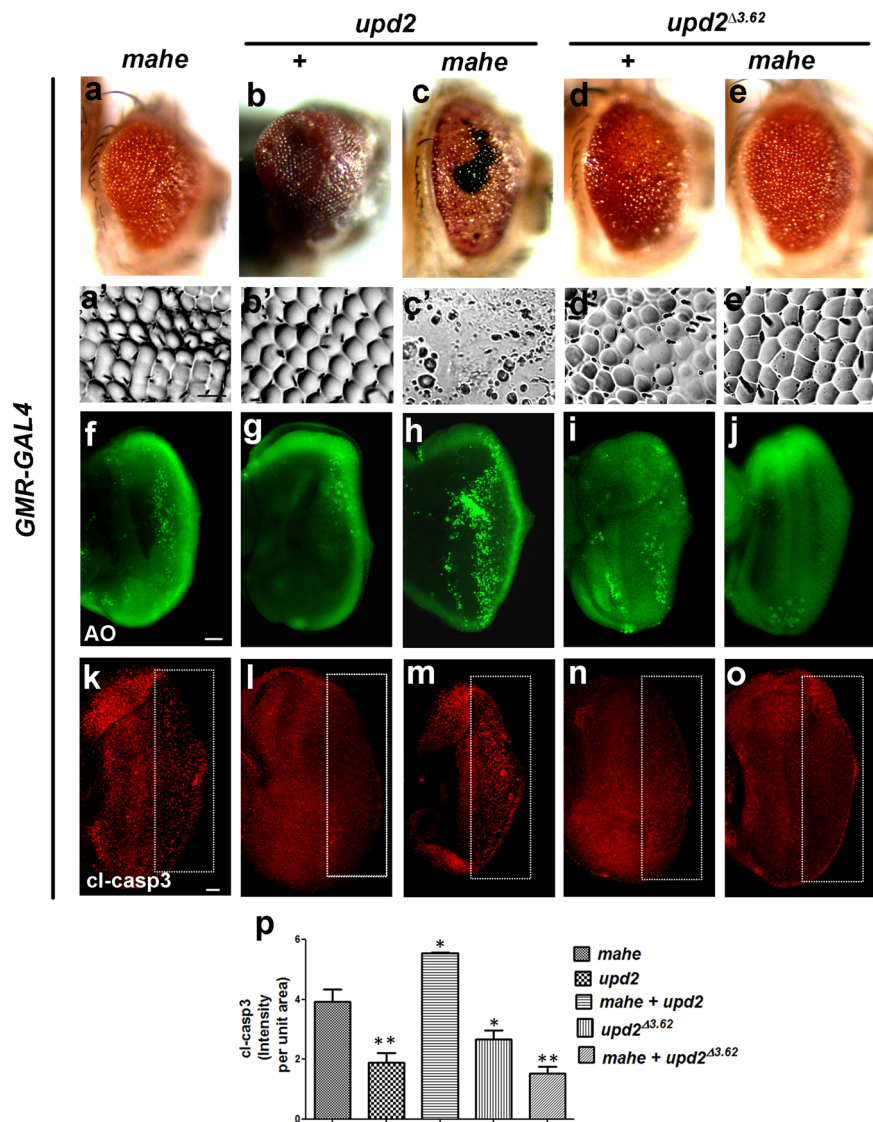 upd2 upd2Δ3.62
mahe + mahe + mahe
GMR-GAL4
a b c d e
a' b' c' d' e'
f g h i j
AO
k l m n o
cl-casp3
p
6
4
2
0
cl-casp3
(Intensity
per unit area)
** * * **
mahe
upd2
mahe + upd2
upd2Δ3.62
mahe + upd2Δ3.62